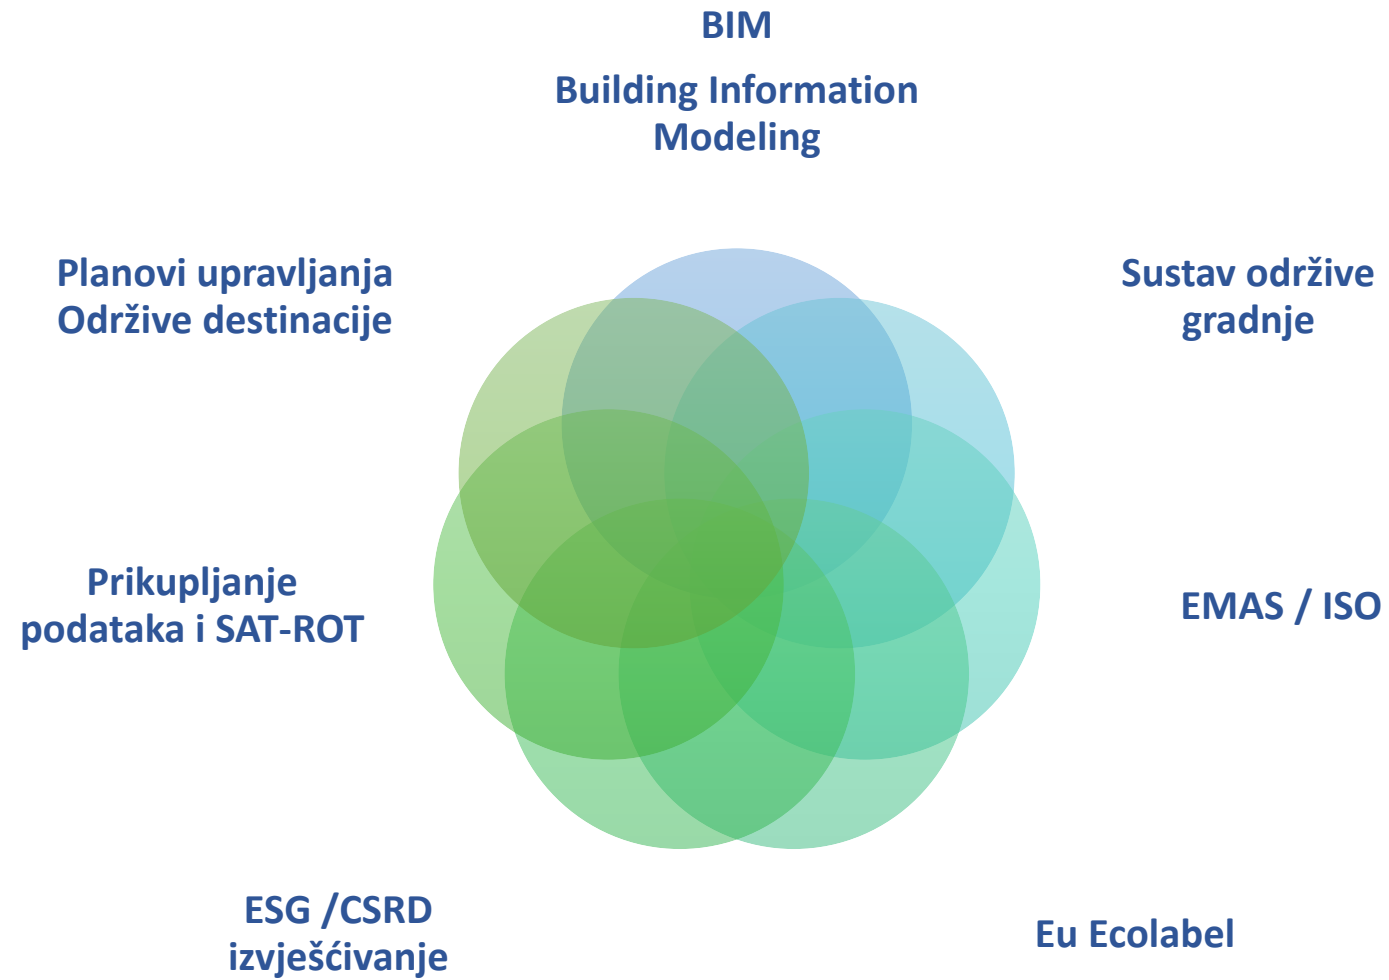 BIM
Building Information
Modeling
Planovi upravljanja
Održive destinacije
Sustav održive
gradnje
Prikupljanje
podataka i SAT-ROT
EMAS / ISO
ESG /CSRD
izvješćivanje
Eu Ecolabel